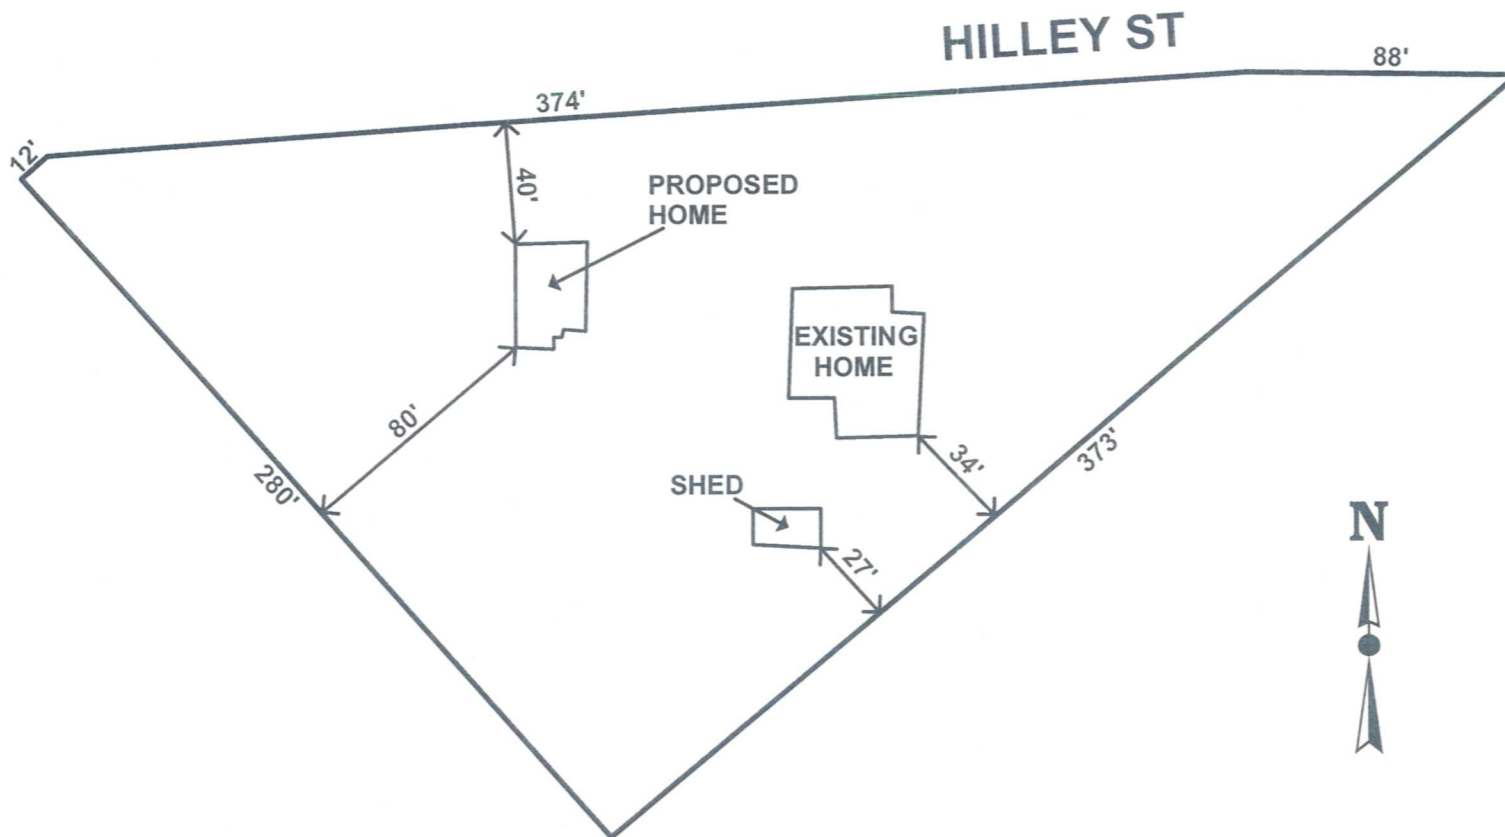 HILLEY ST
88'
374'
12'
40'
PROPOSED
HOME
EXISTING
HOME
80'
34'
373'
280'
SHED
27'
N